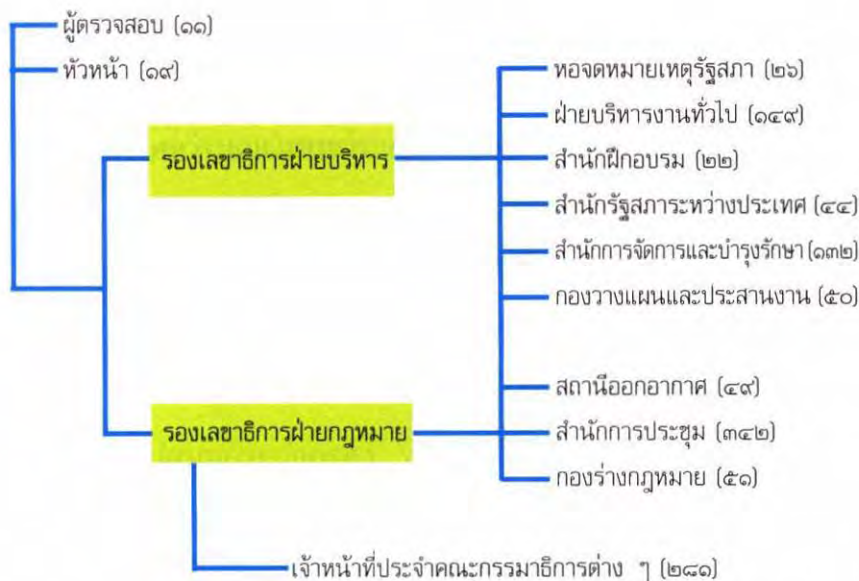 ผู้ตรวจสอบ (๑๑)
หัวหน้า (๑๙)
หอจดหมายเหตุรัฐสภา (๒๖)
ฝ่ายบริหารงานทั่วไป (๑๔๙)
รองเลขาธิการฝ่ายบริหาร
สำนักฝึกอบรม (๒๒)
สำนักรัฐสภาระหว่างประเทศ (๔๔)
สำนักการจัดการและบำรุงรักษา (๑๓๒)
กองวางแผนและประสานงาน (๕๐)
สถานีออกอากาศ (๔๙)
รองเลขาธิการฝ่ายกฎหมาย
สำนักการประชุม (๓๔๒)
กองร่างกฎหมาย (๕๑)
เจ้าหน้าที่ประจำคณะกรรมาธิการต่าง ๆ (๒๘๑)